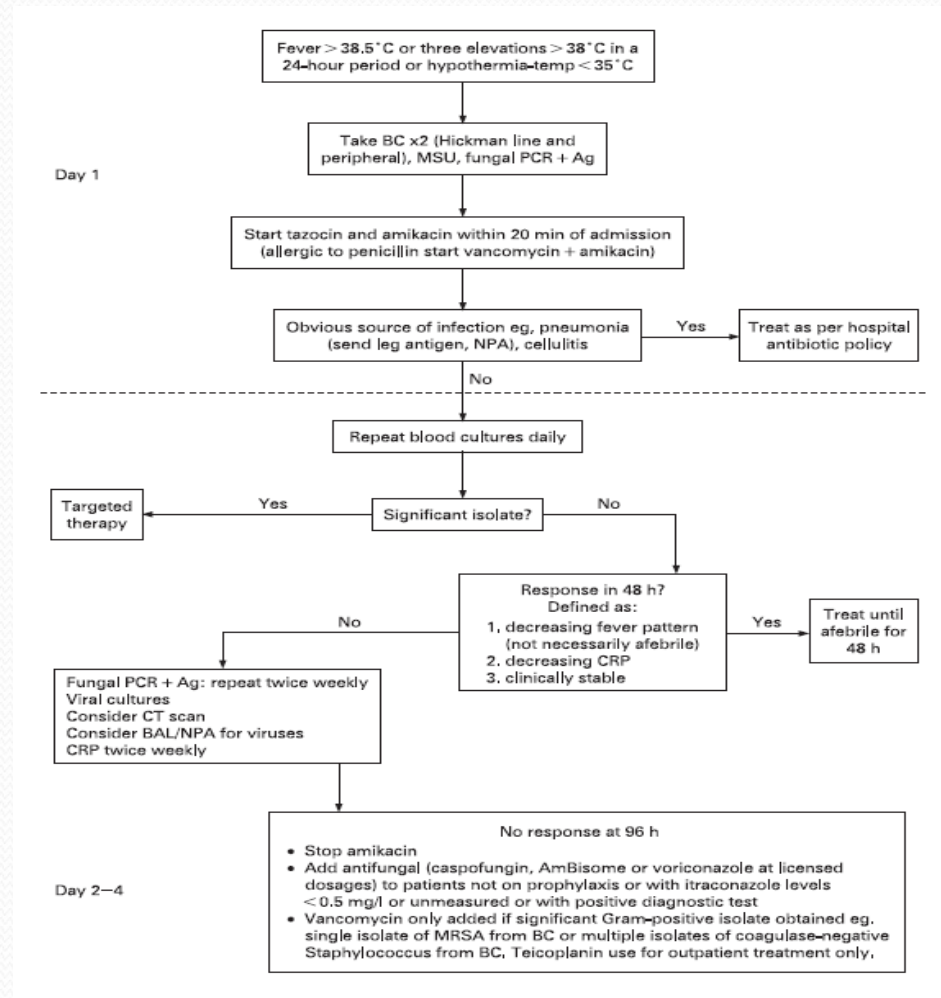 Fever > 38.5°C or three elevations > 38°C in a
24-hour period or hypothermia-temp < 35°C
Take BC x2 (Hickman line and
peripheral), MSU, fungal PCR + Ag
Day 1
Start tazocin and amikacin within 20 min of admission
(allergic to penicillin start vancomycin + amikacin)
Obvious source of infection eg, pneumonia
(send leg antigen, NPA), cellulitis
Yes
Treat as per hospital
antibiotic policy
No
Repeat blood cultures daily
Significant isolate?
Yes
Targeted
therapy
No
Response in 48 h?
Defined as:
1. decreasing fever pattern
(not necessarily afebrile)
2. decreasing CRP
3. clinically stable
Yes
Treat until
afebrile for
48 h
No
Fungal PCR + Ag: repeat twice weekly
Viral cultures
Consider CT scan
Consider BAL/NPA for viruses
CRP twice weekly
Day 2–4
No response at 96 h
• Stop amikacin
• Add antifungal (caspofungin, AmBisome or voriconazole at licensed
dosages) to patients not on prophylaxis or with itraconazole levels
< 0.5 mg/l or unmeasured or with positive diagnostic test
• Vancomycin only added if significant Gram-positive isolate obtained eg.
single isolate of MRSA from BC or multiple isolates of coagulase-negative
Staphylococcus from BC. Teicoplanin use for outpatient treatment only.